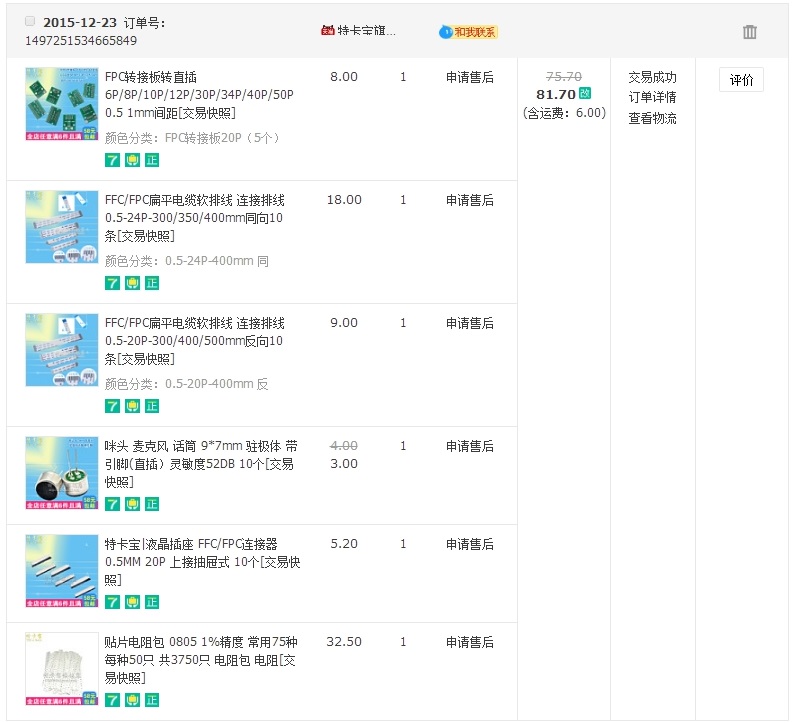 2015-12-23 订单号：
1497251534665849
特卡宝旗...
和我联系
FPC转接板转直插
6P/8P/10P/12P/30P/34P/40P/50P
0.5 1mm间距[交易快照]
颜色分类：FPC转接板20P（5个）
7 正
8.00
1
申请售后
75.70
81.70 改
(含运费：6.00)
交易成功
订单详情
查看物流
评价
FFC/FPC扁平电缆软排线 连接排线
0.5-24P-300/350/400mm同向10
条[交易快照]
颜色分类：0.5-24P-400mm 同
7 正
18.00
1
申请售后
FFC/FPC扁平电缆软排线 连接排线
0.5-20P-300/400/500mm反向10
条[交易快照]
颜色分类：0.5-20P-400mm 反
7 正
9.00
1
申请售后
咪头 麦克风 话筒 9*7mm 驻极体 带
引脚(直插）灵敏度52DB 10个[交易
快照]
7 正
4.00
3.00
1
申请售后
特卡宝|液晶插座 FFC/FPC连接器
0.5MM 20P 上接抽屉式 10个[交易快
照]
7 正
5.20
1
申请售后
贴片电阻包 0805 1%精度 常用75种
每种50只 共3750只 电阻包 电阻[交
易快照]
7 正
32.50
1
申请售后